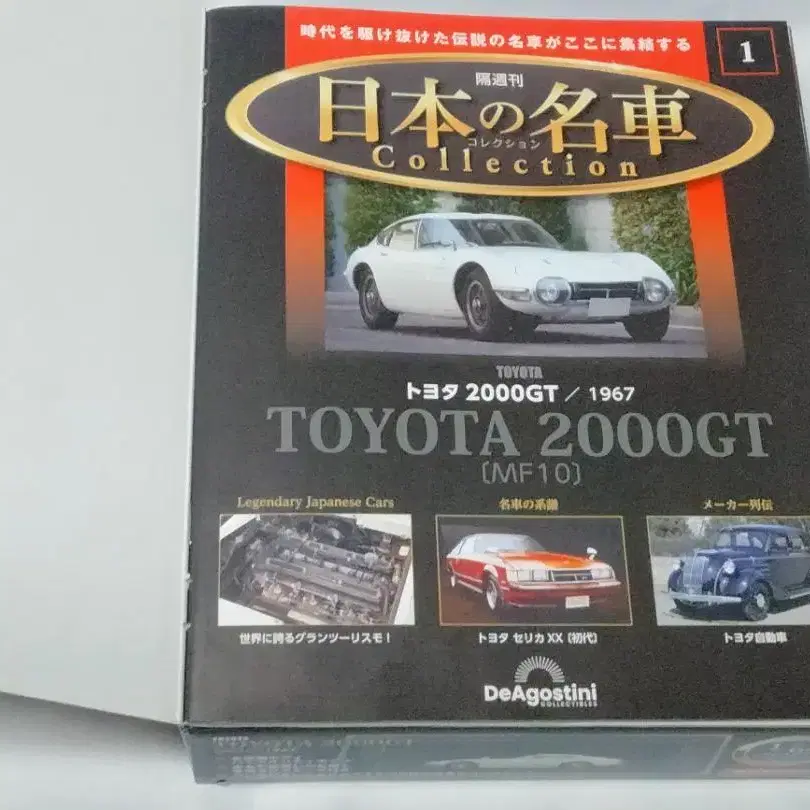 時代を駆け抜けた伝説の名車がここに集結する
1
隔週刊
日本の名車
コレクション
Collection
TOYOTA
トヨタ 2000GT / 1967
TOYOTA 2000GT
〔MF10〕
Legendary Japanese Cars
名車の系譜
メーカー列伝
世界に誇るグランツーリスモ!
トヨタ セリカXX〔初代〕
トヨタ自動車
DeAgostini
COLLECTIBLES
TOYOTA 2000GT